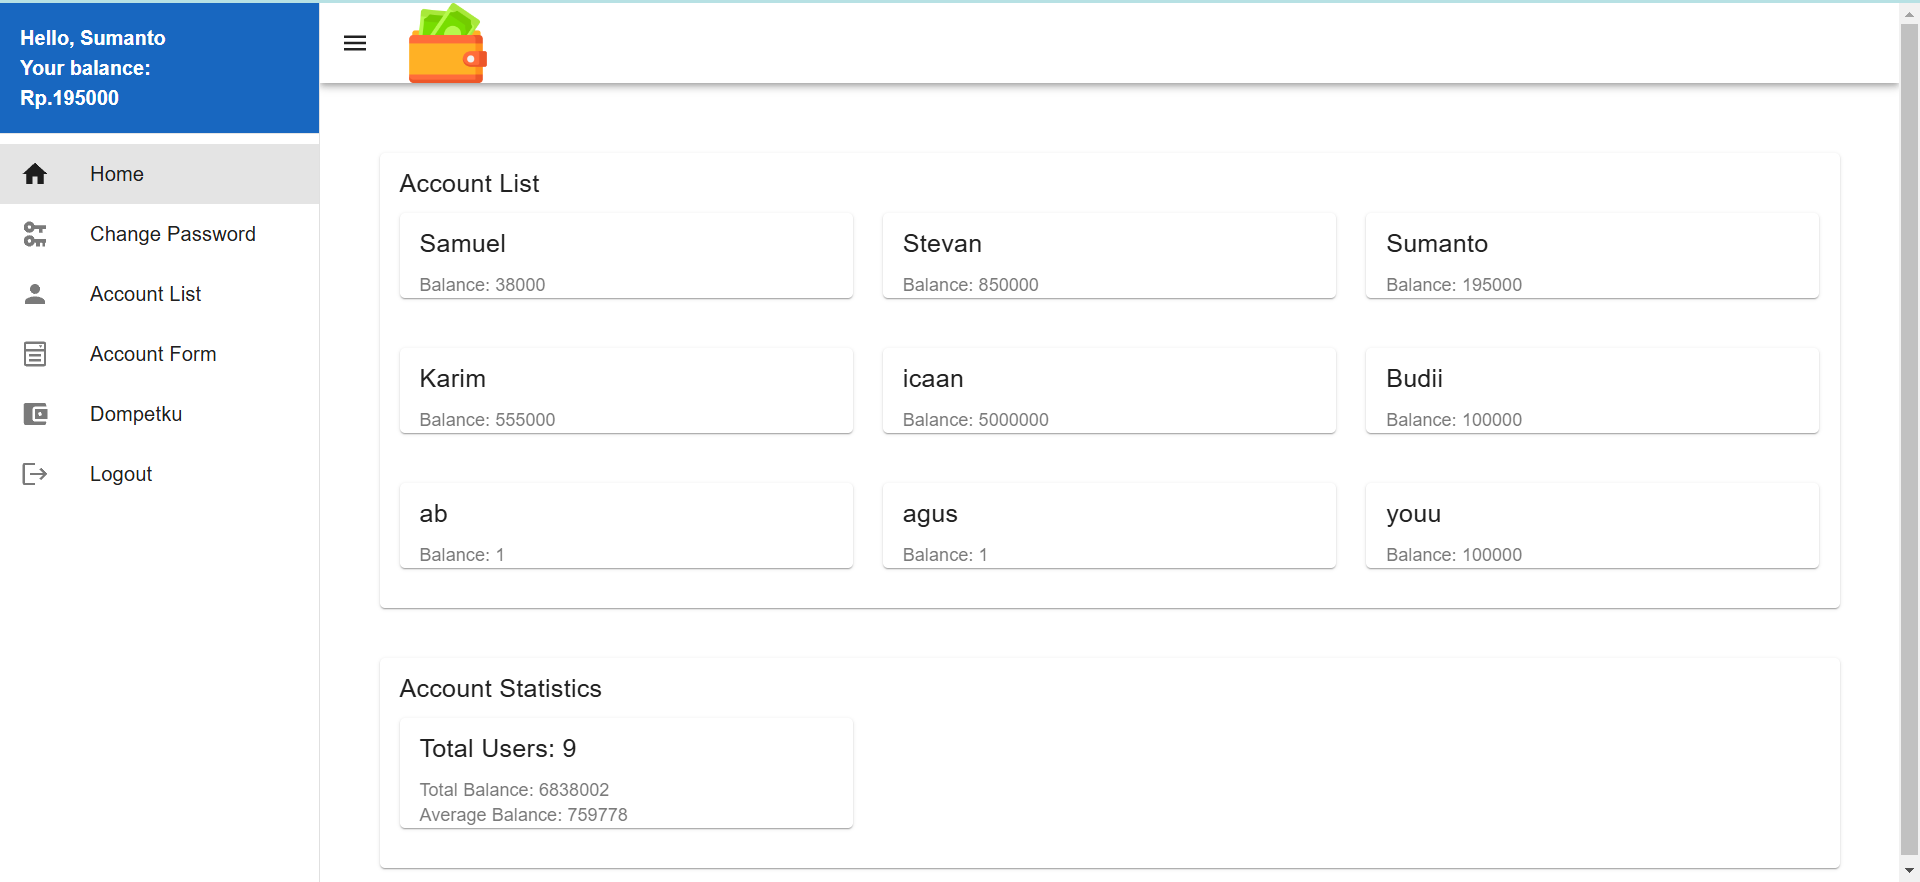 Hello, Sumanto
Your balance:
Rp.195000
Home
Change Password
Account List
Account Form
Dompetku
Logout
Account List
Samuel
Balance: 38000
Stevan
Balance: 850000
Sumanto
Balance: 195000
Karim
Balance: 555000
icaan
Balance: 5000000
Budii
Balance: 100000
ab
Balance: 1
agus
Balance: 1
youu
Balance: 100000
Account Statistics
Total Users: 9
Total Balance: 6838002
Average Balance: 759778